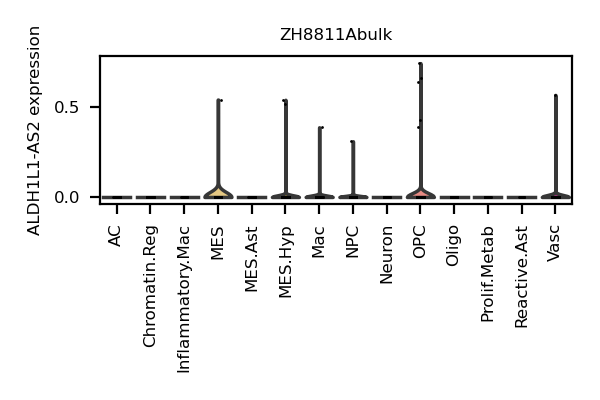 ZH8811Abulk
ALDH1L1-AS2 expression
0.5
0.0
AC
Chromatin.Reg
Inflammatory.Mac
MES
MES.Ast
MES.Hyp
Mac
NPC
Neuron
OPC
Oligo
Prolif.Metab
Reactive.Ast
Vasc